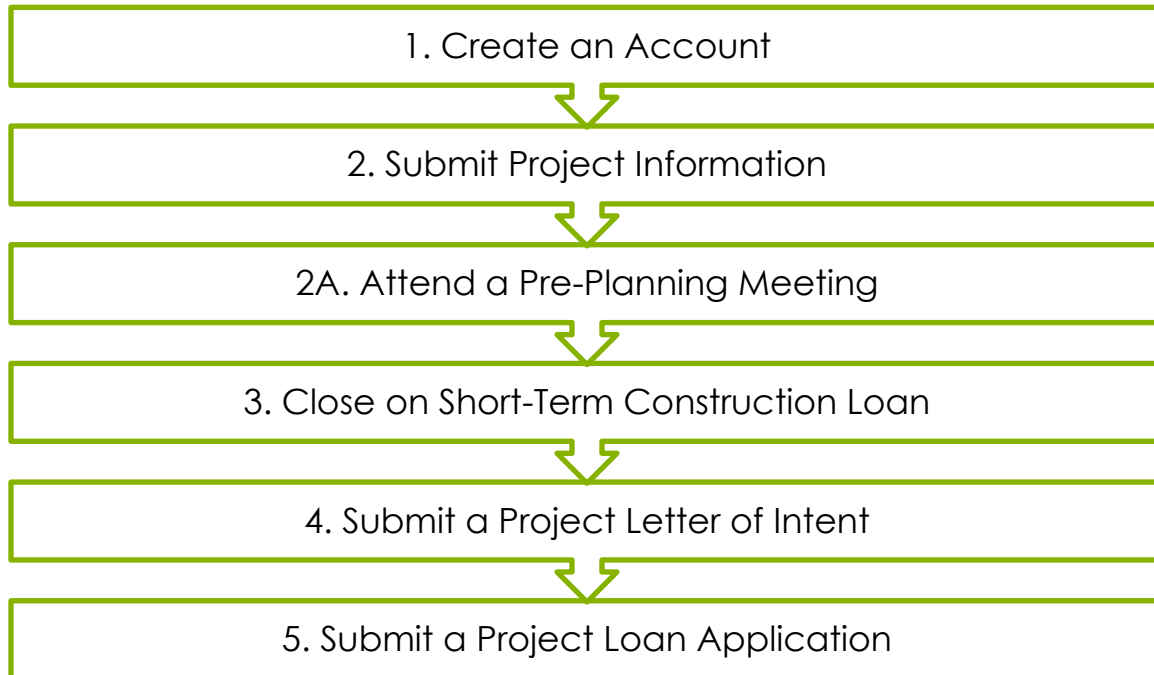 1. Create an Account
2. Submit Project Information
2A. Attend a Pre-Planning Meeting
3. Close on Short-Term Construction Loan
4. Submit a Project Letter of Intent
5. Submit a Project Loan Application